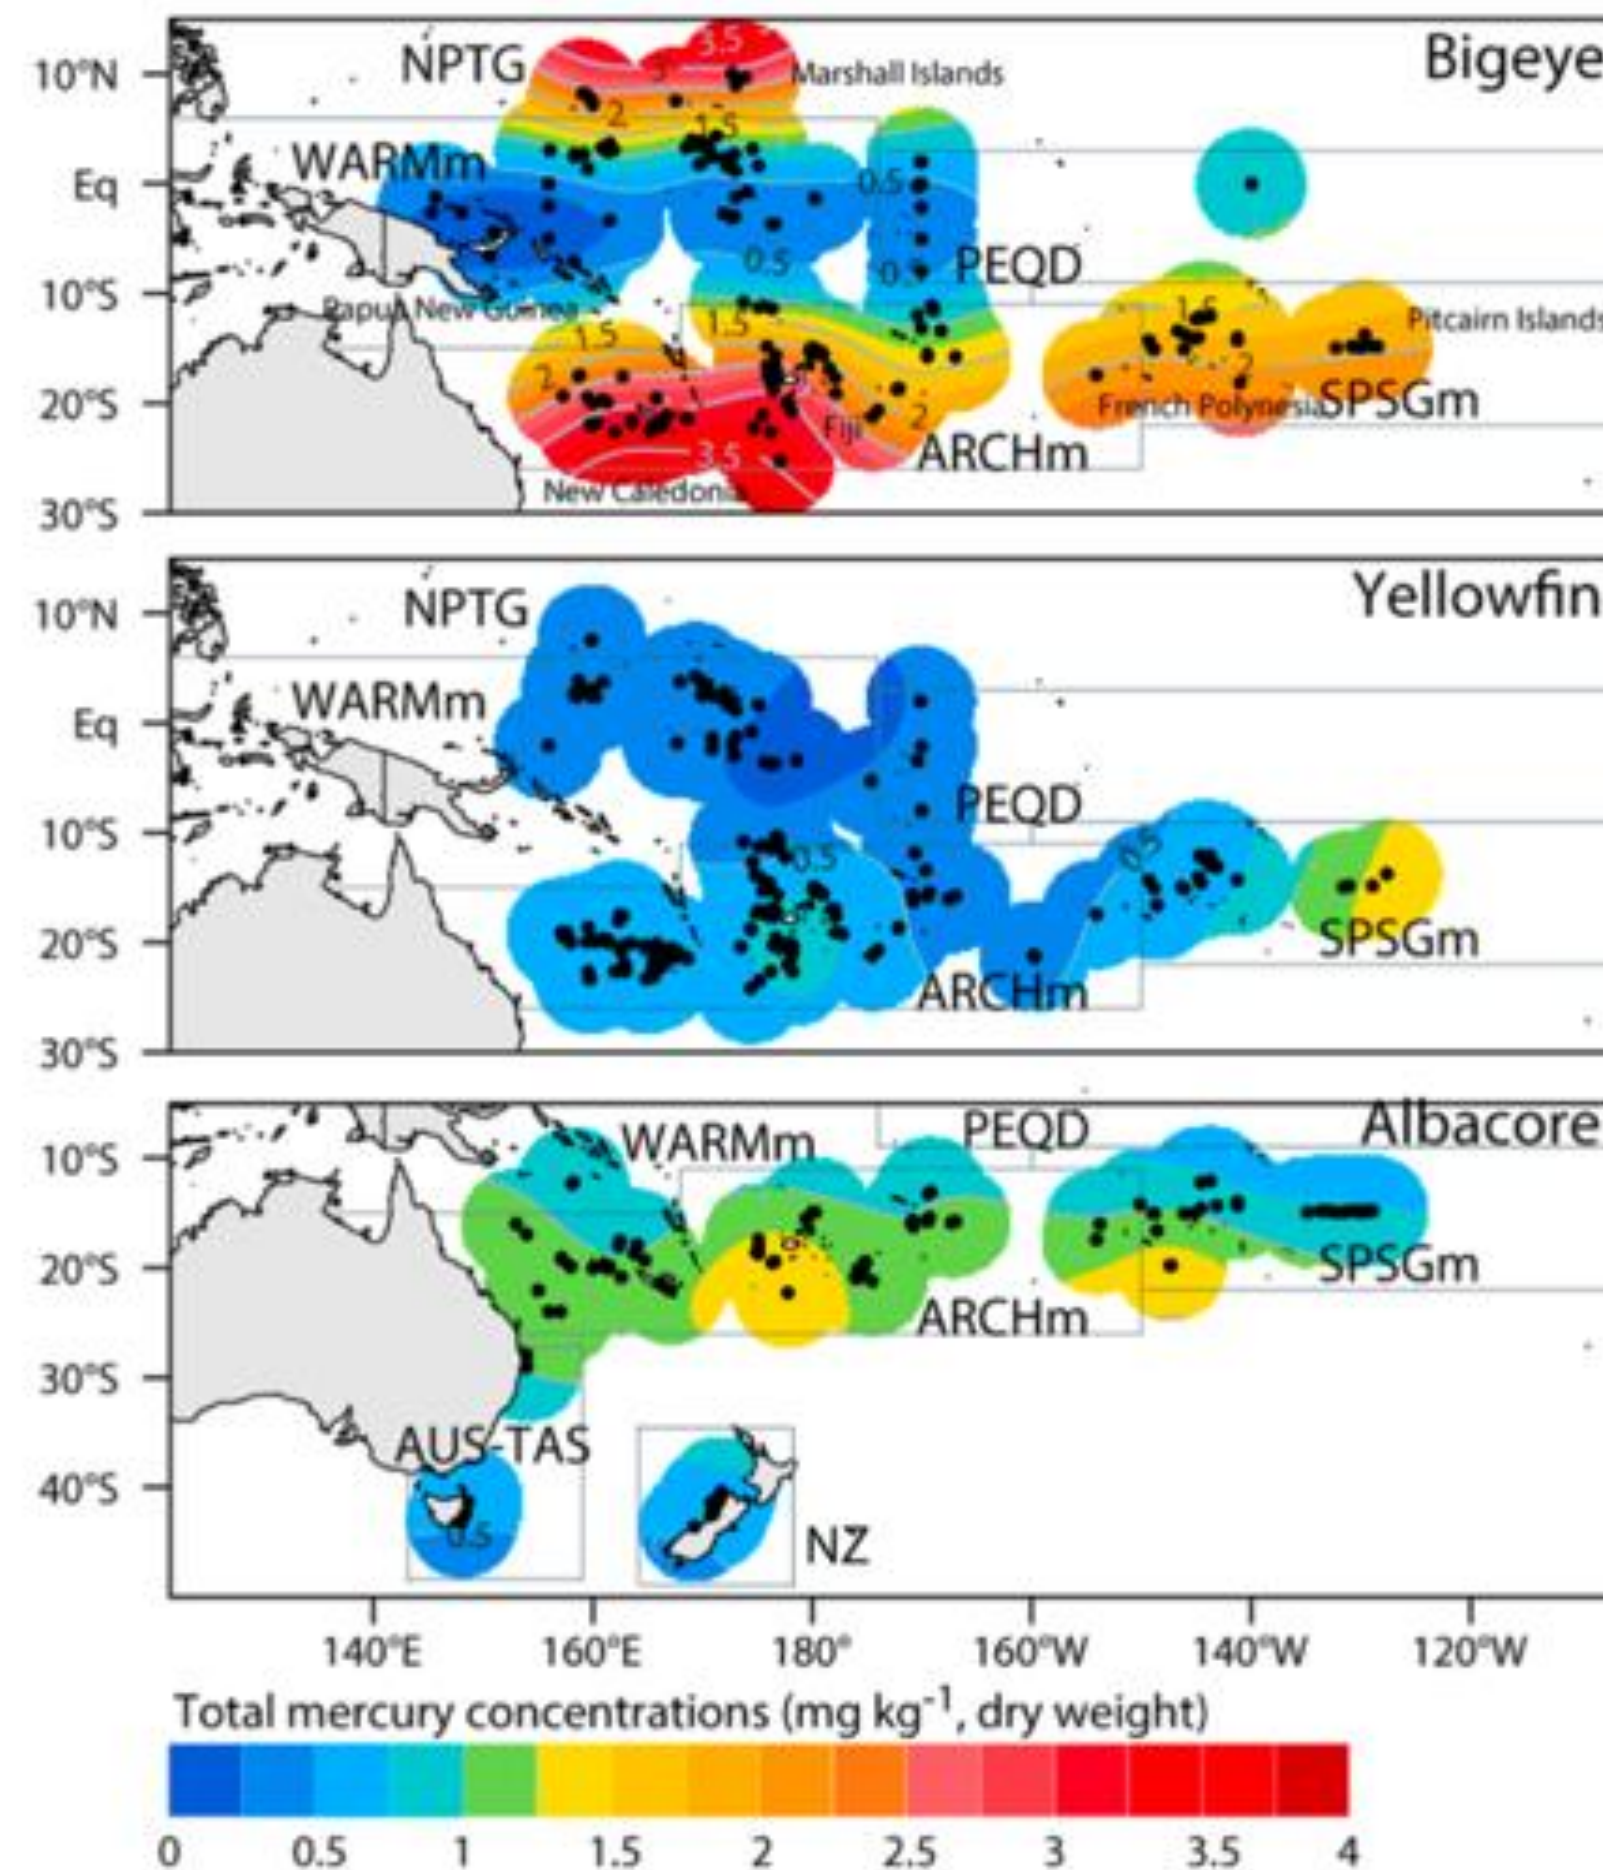 NPTG
3.5
Bigeye
10°N
3
Marshall Islands
2
1.5
WARMm
Eq
0.5
0.5
PEQD
10°S
Papua New Guinea
1.5
1.5
1.5
Pitcairn Islands
2
2
20°S
French Polynesia
SPSGm
Fiji
2
ARCHm
3.5
New Caledonia
30°S
10°N
NPTG
Yellowfin
WARMm
Eq
PEQD
10°S
0.5
0.5
20°S
SPSGm
ARCHm
30°S
WARMm
PEQD
Albacore
10°S
20°S
SPSGm
ARCHm
30°S
AUS-TAS
40°S
0.5
NZ
140°E 160°E 180° 160°W 140°W 120°W
Total mercury concentrations (mg kg-1, dry weight)
0 0.5 1 1.5 2 2.5 3 3.5 4